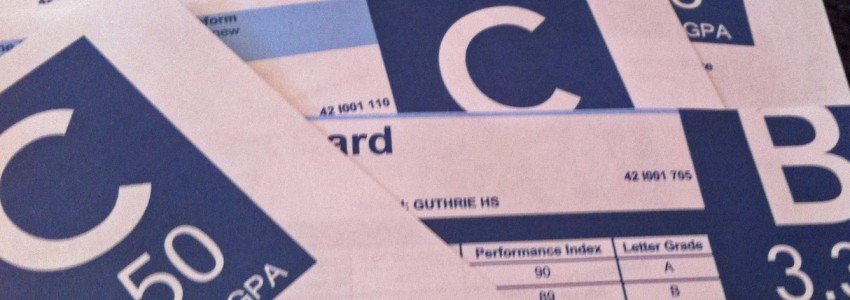 form
new
C
GPA
42 I001 110
ard
42 I001 705
GUTHRIE HS
B
C
50
GPA
3.3
Performance Index
Letter Grade
90
A
89
B